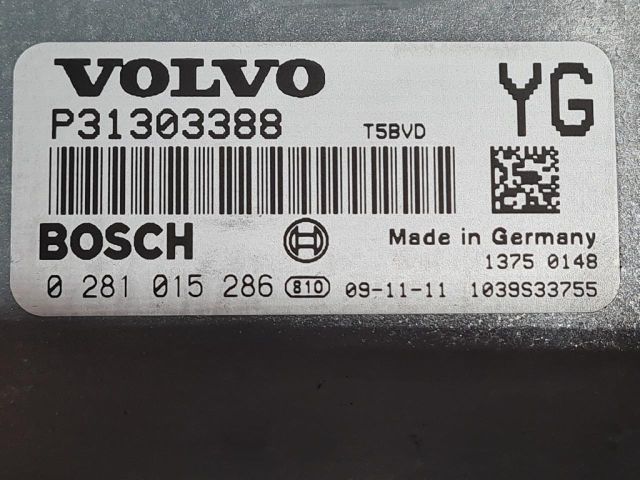 VOLVO YG
P31303388 T5BVD
BOSCH Made in Germany
1375 0148
0 281 015 286 810 09-11-11 1039S33755